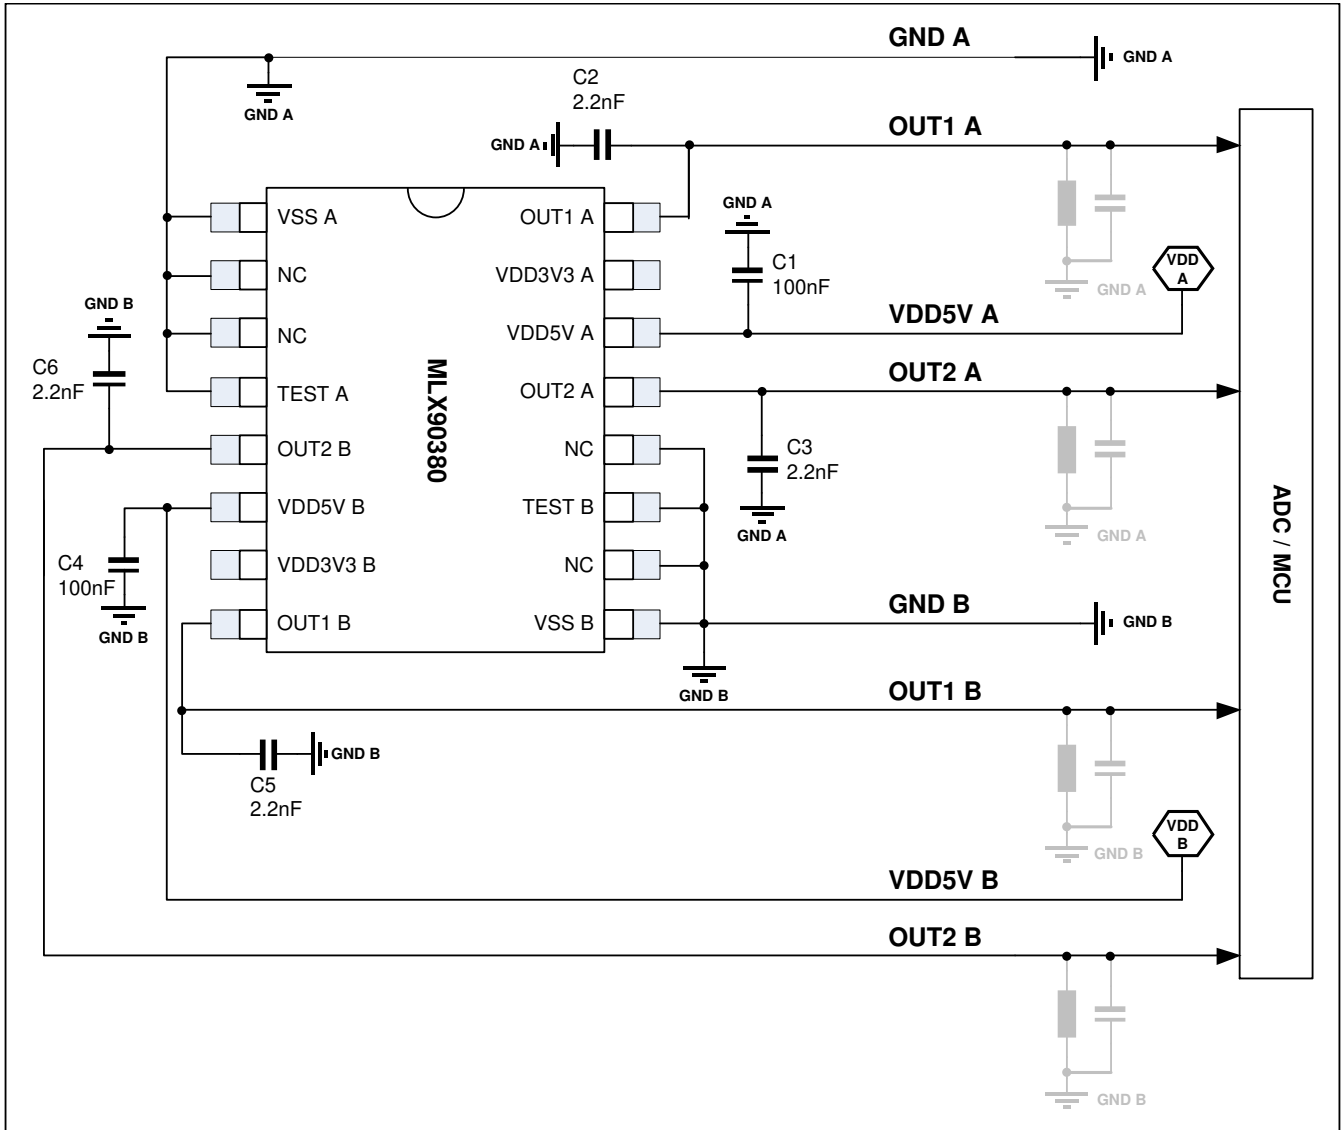 GND A
GND A
GND A
C2
2.2nF
GND A
OUT1 A
VSS A
OUT1 A
GND A
NC
VDD3V3 A
C1
100nF
VDD
A
GND A
GND B
NC
VDD5V A
VDD5V A
C6
2.2nF
TEST A
OUT2 A
OUT2 A
MLX90380
OUT2 B
NC
C3
2.2nF
GND A
VDD5V B
TEST B
GND A
ADC / MCU
C4
100nF
GND B
VDD3V3 B
NC
OUT1 B
VSS B
GND B
GND B
GND B
OUT1 B
GND B
C5
2.2nF
VDD
B
GND B
VDD5V B
OUT2 B
GND B